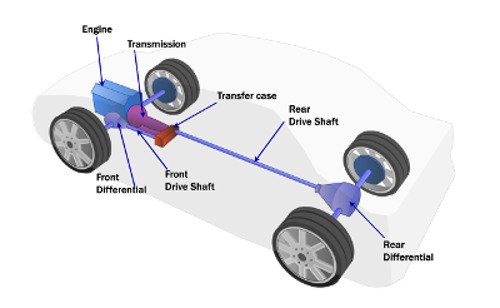 Engine
Transmission
Transfer case
Rear
Drive Shaft
Front
Differential
Front
Drive Shaft
Rear
Differential